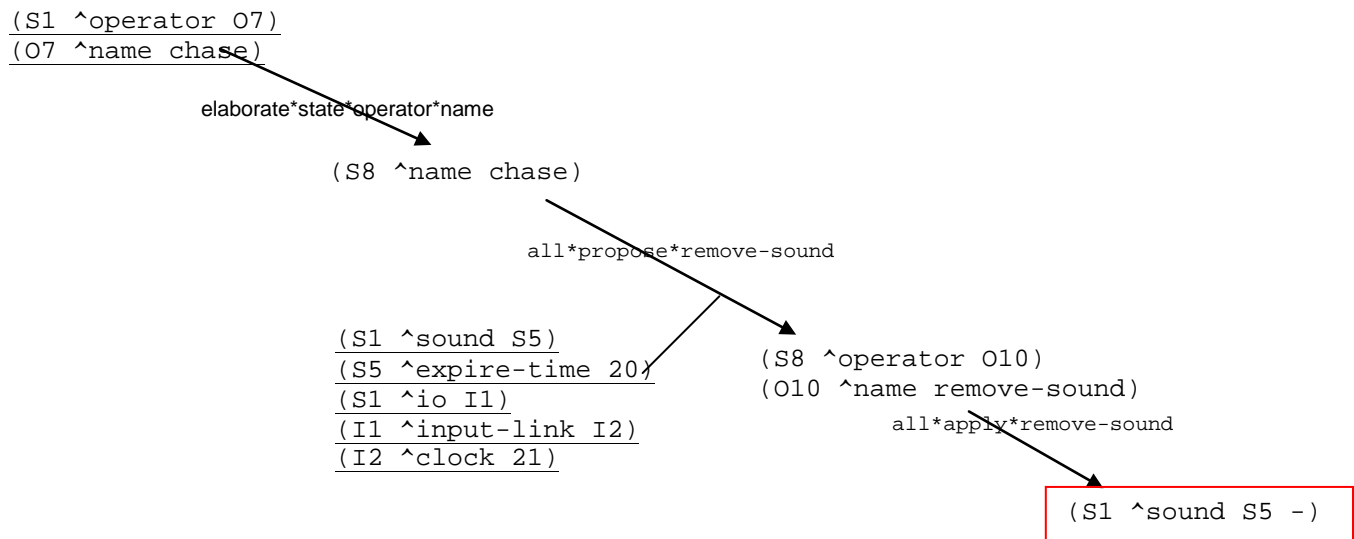 (S1 ^operator O7)
(O7 ^name chase)
elaborate*state*operator*name
(S8 ^name chase)
all*propose*remove-sound
(S1 ^sound S5)
(S5 ^expire-time 20)
(S1 ^io I1)
(I1 ^input-link I2)
(I2 ^clock 21)
(S8 ^operator O10)
(O10 ^name remove-sound)
all*apply*remove-sound
(S1 ^sound S5 -)